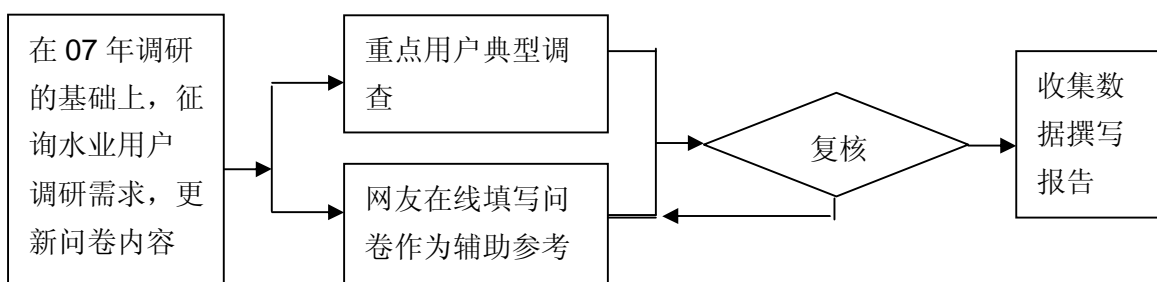 在 07 年调研
的基础上，征
询水业用户
调研需求，更
新问卷内容
重点用户典型调
查
网友在线填写问
卷作为辅助参考
复核
收集数
据撰写
报告